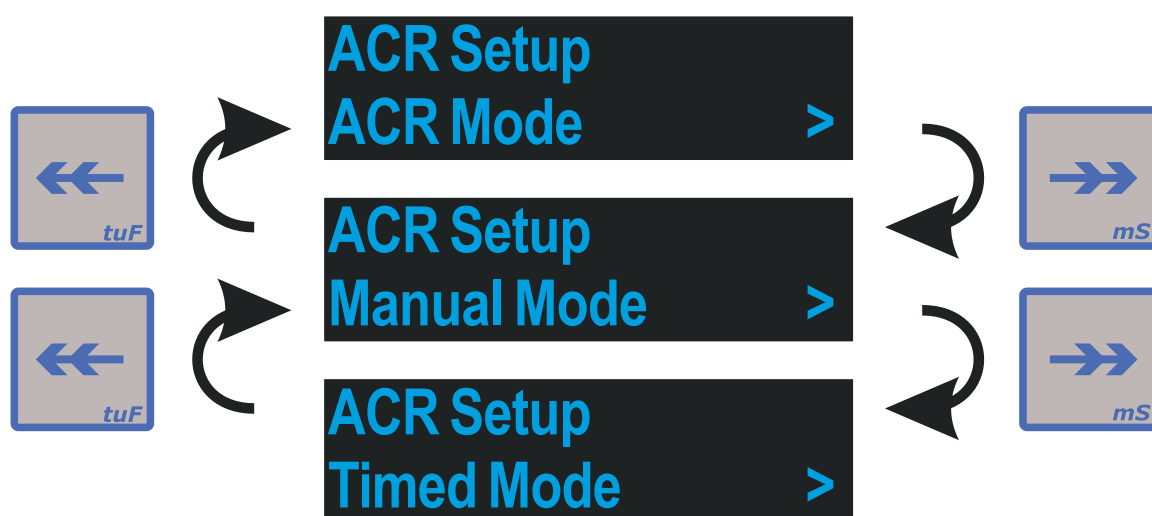 ACR Setup
ACR Mode >
tuF
mS
ACR Setup
Manual Mode >
tuF
mS
ACR Setup
Timed Mode >